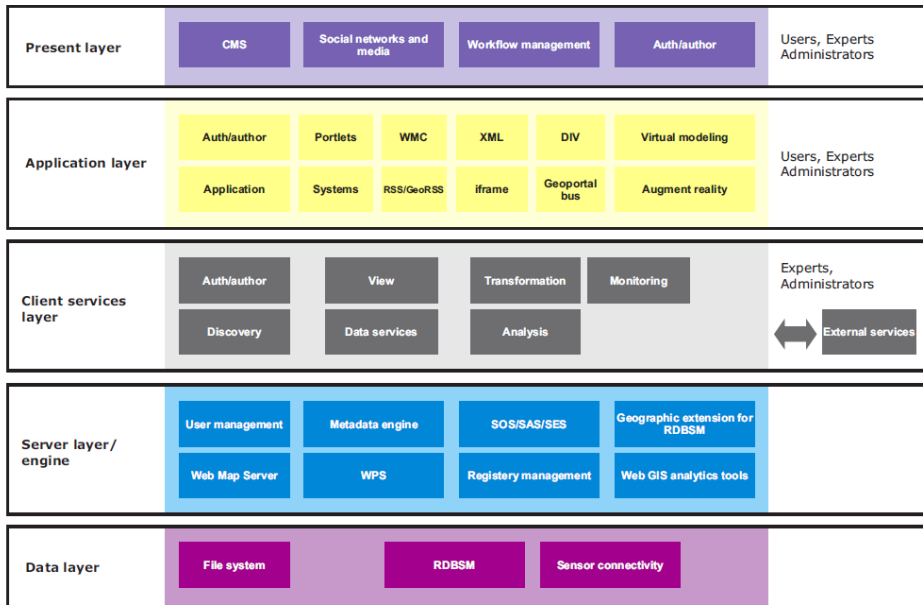 Present layer
CMS
Social networks and
media
Workflow management
Auth/author
Users, Experts
Administrators
Application layer
Auth/author
Portlets
WMC
XML
DIV
Virtual modeling
Application
Systems
RSS/GeoRSS
iframe
Geoportal
bus
Augment reality
Users, Experts
Administrators
Client services
layer
Auth/author
View
Transformation
Monitoring
Discovery
Data services
Analysis
Experts,
Administrators
External services
Server layer/
engine
User management
Metadata engine
SOS/SAS/SES
Geographic extension for
RDBSM
Web Map Server
WPS
Registery management
Web GIS analytics tools
Data layer
File system
RDBSM
Sensor connectivity